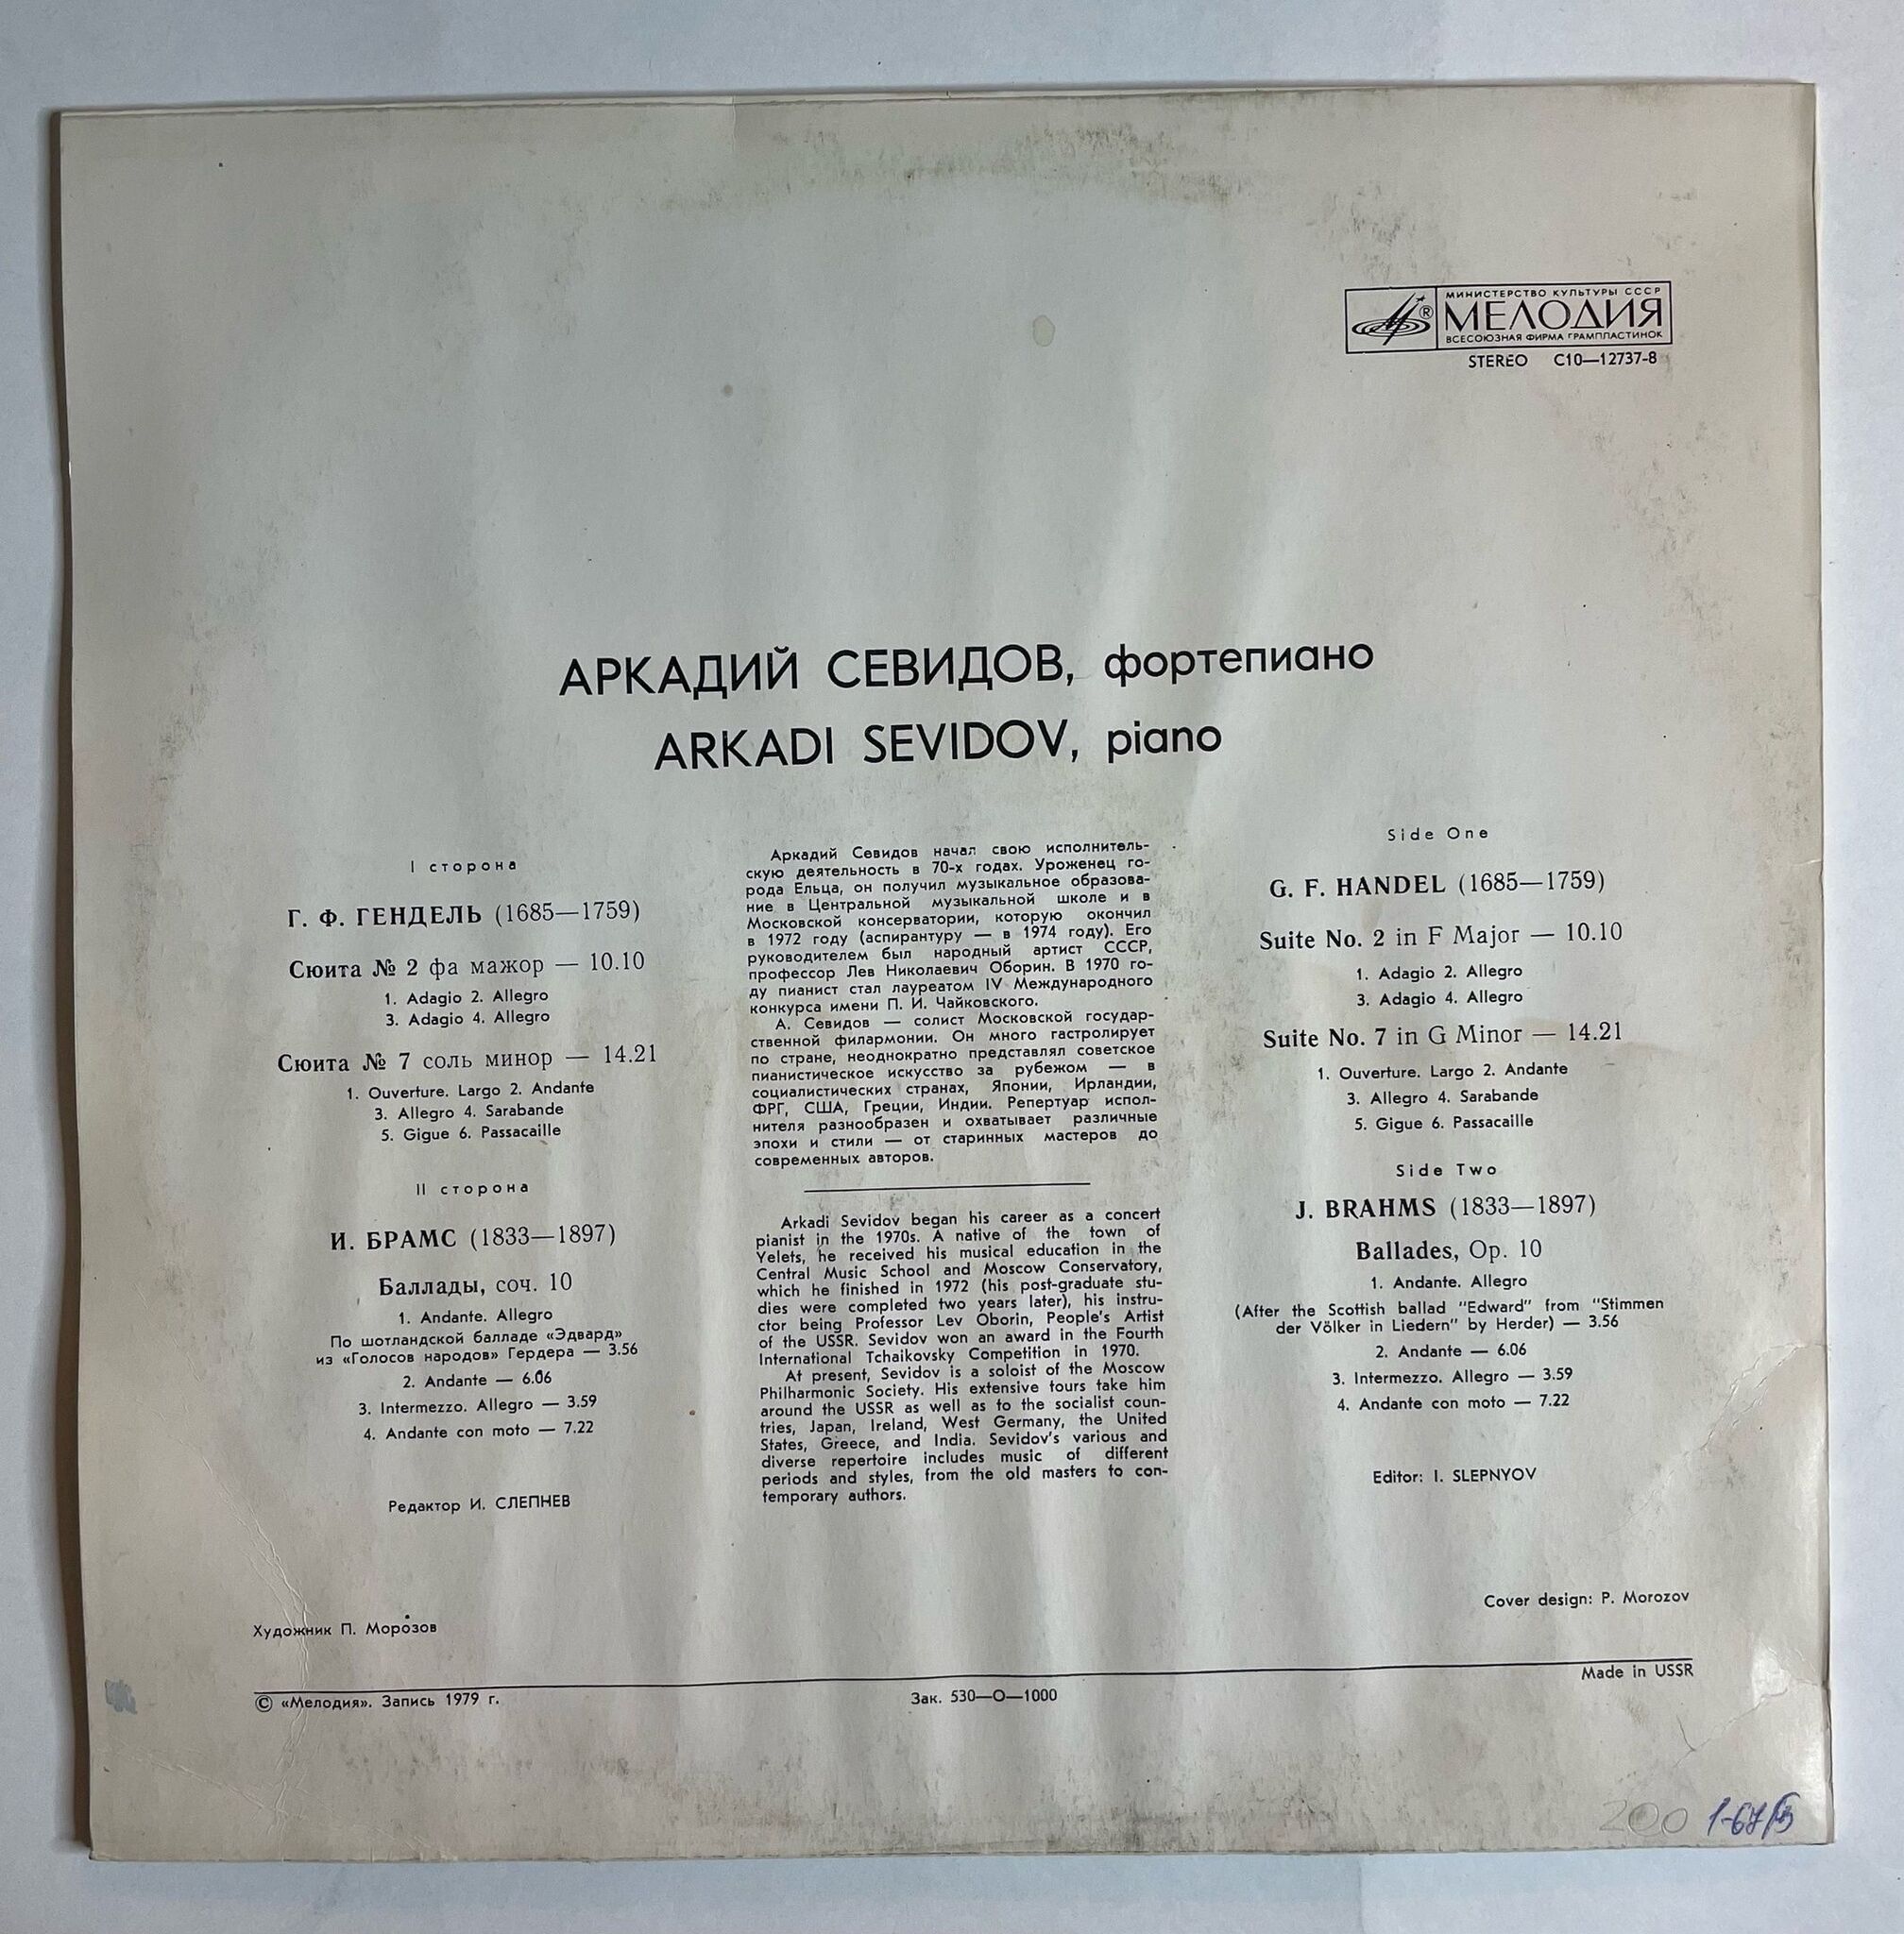 МИНИСТЕРСТВО КУЛЬТУРЫ СССР
МЕЛОДИЯ
ВСЕСОЮЗНАЯ ФИРМА ГРАМПЛАСТИНОК
STEREO С10—12737-8
АРКАДИЙ СЕВИДОВ, фортепиано
ARKADI SEVIDOV, piano
I сторона
Г. Ф. ГЕНДЕЛЬ (1685—1759)
Сюита № 2 фа мажор — 10.10
1. Adagio 2. Allegro
3. Adagio 4. Allegro
Сюита № 7 соль минор — 14.21
1. Ouverture. Largo 2. Andante
3. Allegro 4. Sarabande
5. Gigue 6. Passacaille
II сторона
И. БРАМС (1833—1897)
Баллады, соч. 10
1. Andante. Allegro
По шотландской балладе «Эдвард»
из «Голосов народов» Гердера — 3.56
2. Andante — 6.06
3. Intermezzo. Allegro — 3.59
4. Andante con moto — 7.22
Редактор И. СЛЕПНЕВ
Аркадий Севидов начал свою исполнитель-
скую деятельность в 70-х годах. Уроженец го-
рода Ельца, он получил музыкальное образова-
ние в Центральной музыкальной школе и в
Московской консерватории, которую окончил
в 1972 году (аспирантуру — в 1974 году). Его
руководителем был народный артист СССР,
профессор Лев Николаевич Оборин. В 1970 го-
ду пианист стал лауреатом IV Международного
конкурса имени П. И. Чайковского.
А. Севидов — солист Московской государ-
ственной филармонии. Он много гастролирует
по стране, неоднократно представлял советское
пианистическое искусство за рубежом — в
социалистических странах, Японии, Ирландии,
ФРГ, США, Греции, Индии. Репертуар испол-
нителя разнообразен и охватывает различные
эпохи и стили — от старинных мастеров до
современных авторов.
Arkadi Sevidov began his career as a concert
pianist in the 1970s. A native of the town of
Yelets, he received his musical education in the
Central Music School and Moscow Conservatory,
which he finished in 1972 (his post-graduate stu-
dies were completed two years later), his instru-
ctor being Professor Lev Oborin, People's Artist
of the USSR. Sevidov won an award in the Fourth
International Tchaikovsky Competition in 1970.
At present, Sevidov is a soloist of the Moscow
Philharmonic Society. His extensive tours take him
around the USSR as well as to the socialist coun-
tries, Japan, Ireland, West Germany, the United
States, Greece, and India. Sevidov's various and
diverse repertoire includes music of different
periods and styles, from the old masters to con-
temporary authors.
Side One
G. F. HANDEL (1685—1759)
Suite No. 2 in F Major — 10.10
1. Adagio 2. Allegro
3. Adagio 4. Allegro
Suite No. 7 in G Minor — 14.21
1. Ouverture. Largo 2. Andante
3. Allegro 4. Sarabande
5. Gigue 6. Passacaille
Side Two
J. BRAHMS (1833—1897)
Ballades, Op. 10
1. Andante. Allegro
(After the Scottish ballad "Edward" from "Stimmen
der Völker in Liedern" by Herder) — 3.56
2. Andante — 6.06
3. Intermezzo. Allegro — 3.59
4. Andante con moto — 7.22
Editor: I. SLEPNYOV
Художник П. Морозов
Cover design: P. Morozov
© «Мелодия». Запись 1979 г.
Зак. 530—О—1000
Made in USSR
200